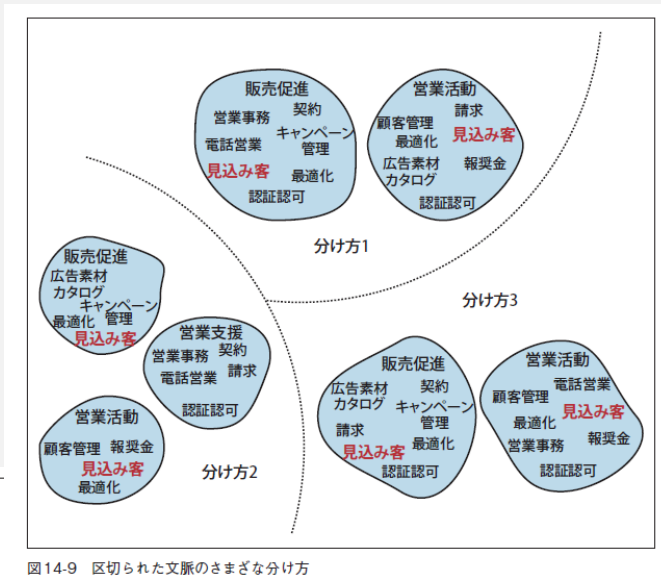 販売促進
営業事務
契約
電話営業
キャンペーン
管理
見込み客
最適化
認証認可
営業活動
請求
顧客管理
見込み客
最適化
広告素材
カタログ
報奨金
認証認可
分け方1
販売促進
広告素材
カタログ
キャンペーン
最適化
管理
見込み客
営業支援
営業事務
契約
電話営業
請求
認証認可
営業活動
顧客管理
報奨金
見込み客
最適化
分け方2
分け方3
販売促進
広告素材
カタログ
契約
キャンペーン
管理
請求
最適化
見込み客
認証認可
営業活動
電話営業
顧客管理
見込み客
最適化
営業事務
報奨金
認証認可
図14-9 区切られた文脈のさまざな分け方